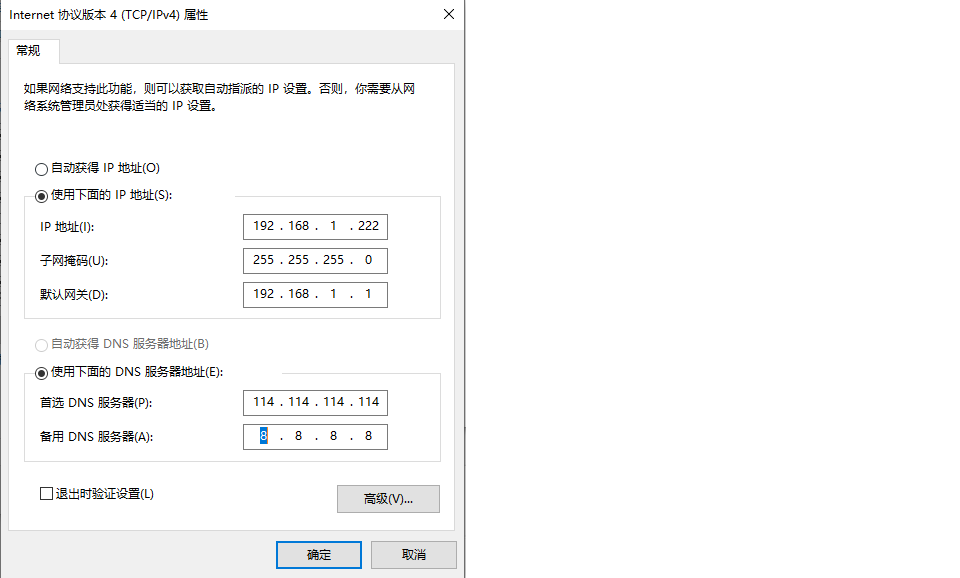 Internet 协议版本 4 (TCP/IPv4) 属性
常规
如果网络支持此功能，则可以获取自动指派的 IP 设置。否则，你需要从网
络系统管理员处获得适当的 IP 设置。
自动获得 IP 地址(O)
使用下面的 IP 地址(S):
IP 地址(I): 192 . 168 . 1 . 222
子网掩码(U): 255 . 255 . 255 . 0
默认网关(D): 192 . 168 . 1 . 1
自动获得 DNS 服务器地址(B)
使用下面的 DNS 服务器地址(E):
首选 DNS 服务器(P): 114 . 114 . 114 . 114
备用 DNS 服务器(A): 8 . 8 . 8 . 8
退出时验证设置(L)
高级(V)...
确定 取消